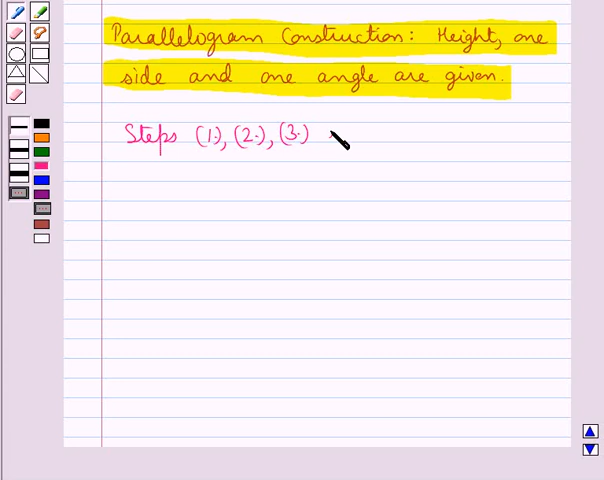 Parallelogram Construction: Height, one
side and one angle are given.
Steps (1.), (2.), (3.)